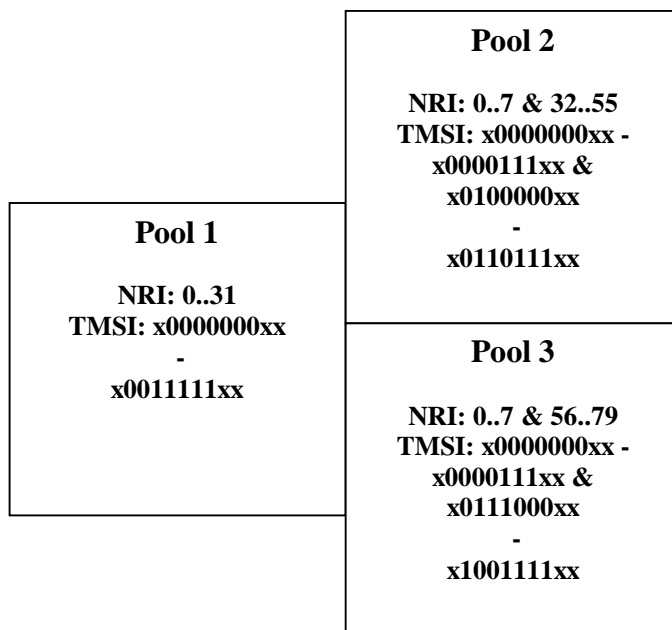 Pool 2
NRI: 0..7 & 32..55
TMSI: x0000000xx -
x0000111xx &
x0100000xx
-
x0110111xx
Pool 1
NRI: 0..31
TMSI: x0000000xx
-
x0011111xx
Pool 3
NRI: 0..7 & 56..79
TMSI: x0000000xx -
x0000111xx &
x0111000xx
-
x1001111xx